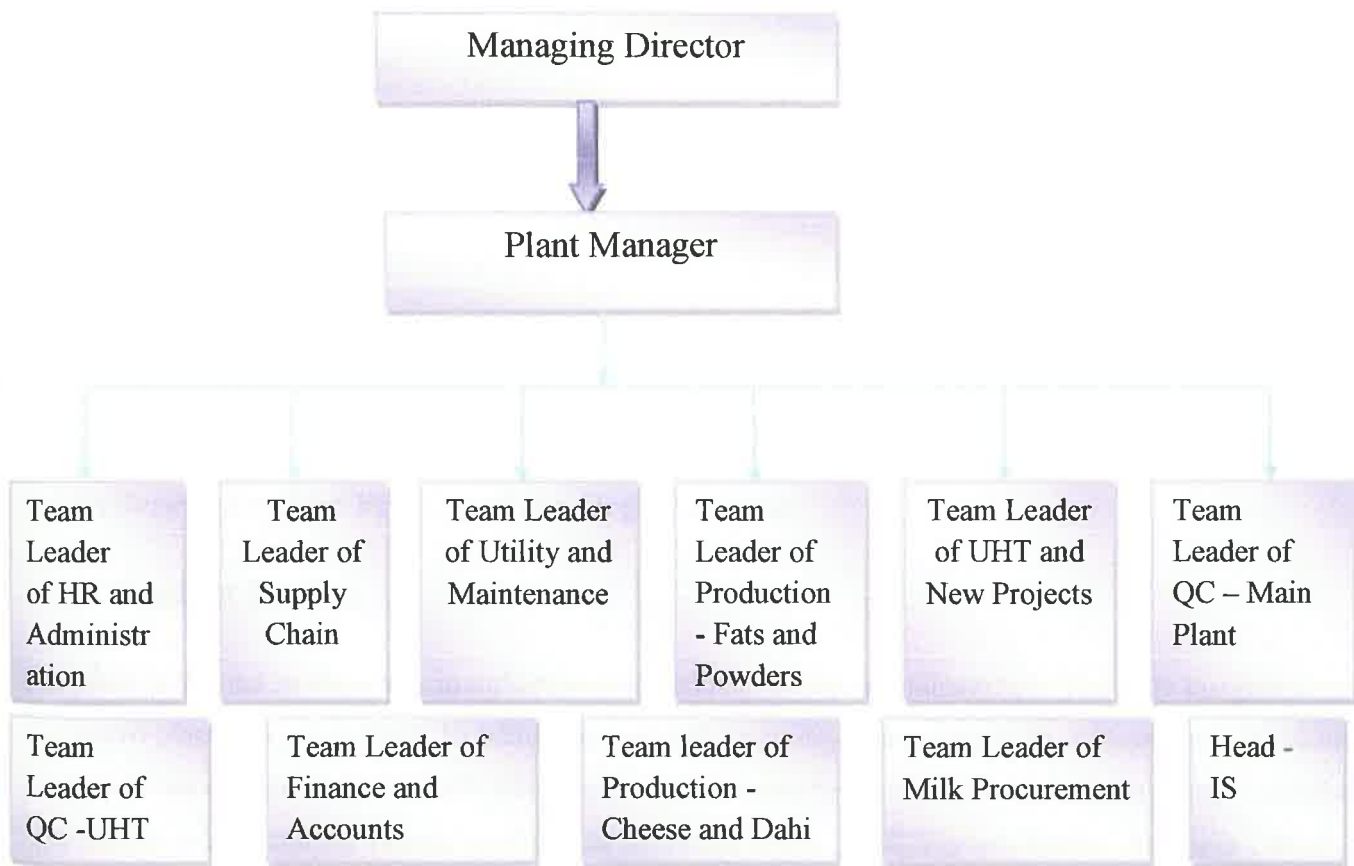 Managing Director
Plant Manager
Team
Leader
of HR and
Administr
ation
Team
Leader of
Supply
Chain
Team Leader
of Utility and
Maintenance
Team
Leader of
Production
- Fats and
Powders
Team Leader
of UHT and
New Projects
Team
Leader of
QC – Main
Plant
Team
Leader of
QC -UHT
Team Leader of
Finance and
Accounts
Team leader of
Production -
Cheese and Dahi
Team Leader of
Milk Procurement
Head -
IS